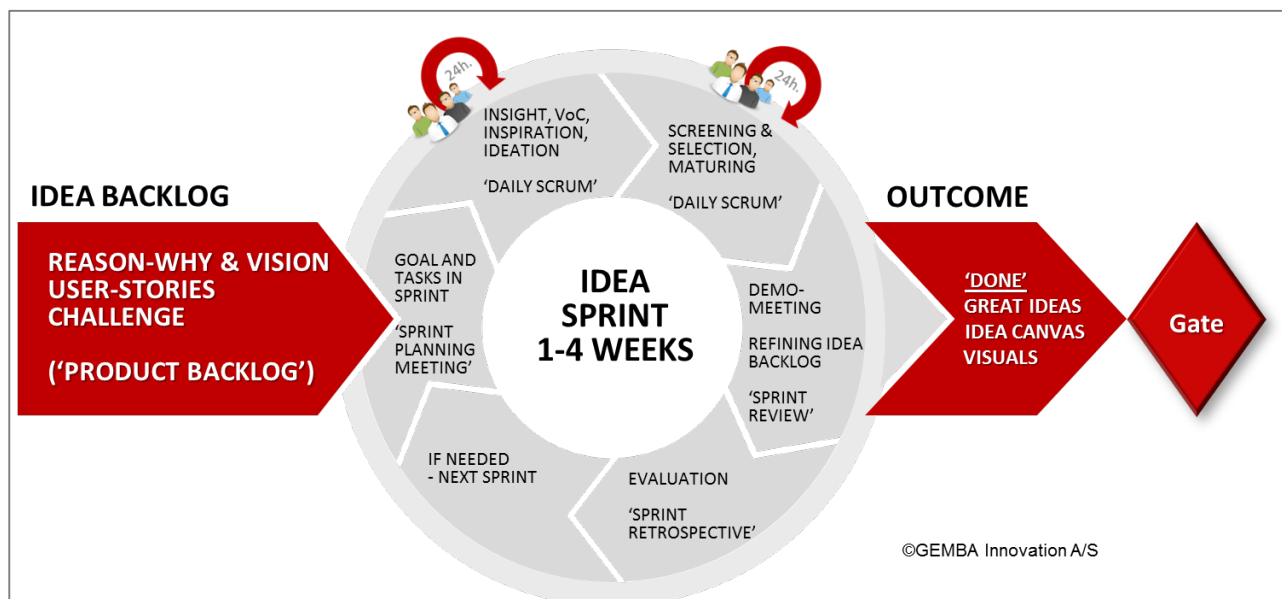 IDEA BACKLOG
REASON-WHY & VISION
USER-STORIES
CHALLENGE
('PRODUCT BACKLOG')
24h.
INSIGHT, VoC,
INSPIRATION,
IDEATION
'DAILY SCRUM'
24h.
SCREENING &
SELECTION,
MATURING
'DAILY SCRUM'
GOAL AND
TASKS IN
SPRINT
'SPRINT
PLANNING
MEETING'
IDEA
SPRINT
1-4 WEEKS
DEMO-
MEETING
REFINING IDEA
BACKLOG
'SPRINT
REVIEW'
IF NEEDED
- NEXT SPRINT
EVALUATION
'SPRINT
RETROSPECTIVE'
OUTCOME
'DONE'
GREAT IDEAS
IDEA CANVAS
VISUALS
Gate
©GEMBA Innovation A/S